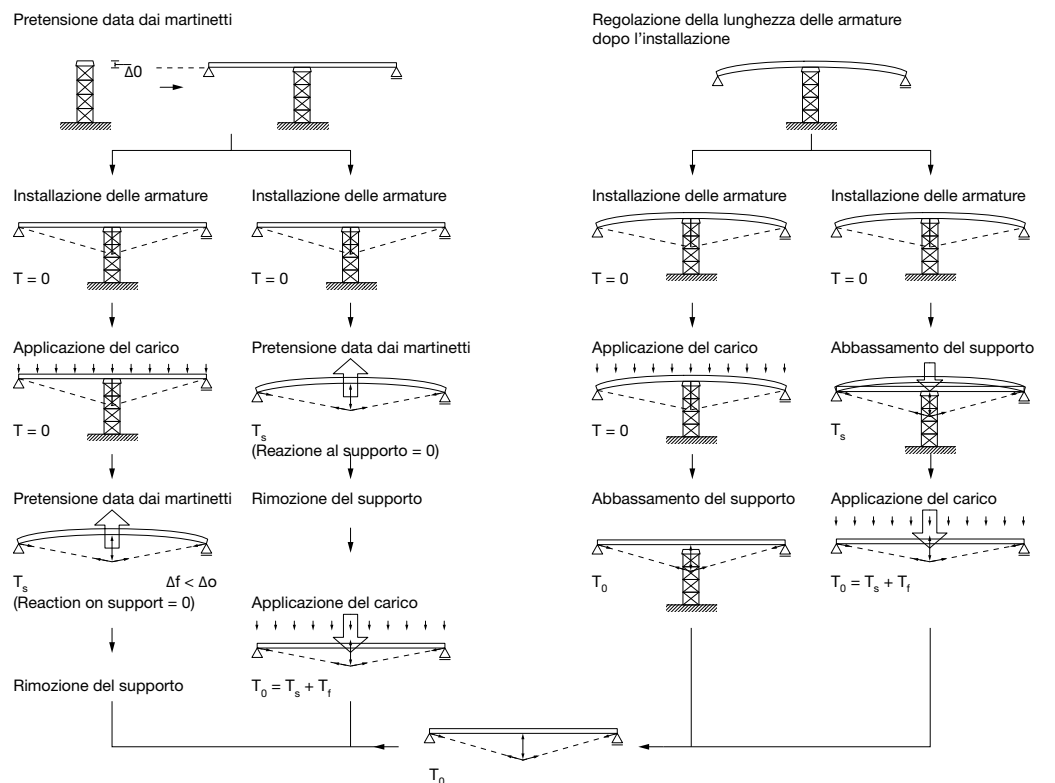 Pretensione data dai martinetti
Δ0
Installazione delle armature
T = 0
Applicazione del carico
T = 0
Pretensione data dai martinetti
Tₛ
Δf < Δo
(Reaction on support = 0)
Rimozione del supporto
Installazione delle armature
T = 0
Pretensione data dai martinetti
Tₛ
(Reazione al supporto = 0)
Rimozione del supporto
Applicazione del carico
T₀ = Tₛ + T_f
Regolazione della lunghezza delle armature
dopo l'installazione
Installazione delle armature
T = 0
Applicazione del carico
T = 0
Abbassamento del supporto
T₀
Installazione delle armature
T = 0
Abbassamento del supporto
Tₛ
Applicazione del carico
T₀ = Tₛ + T_f
T₀